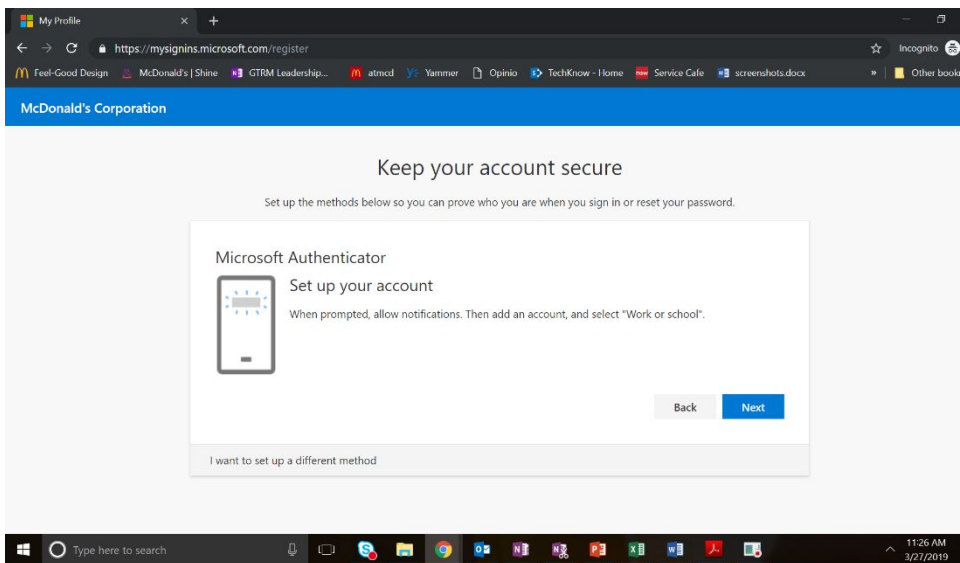 My Profile
https://mysignins.microsoft.com/register
Incognito
Feel-Good Design McDonald's | Shine GTRM Leadership... atmcd Yammer Opinio TechKnow - Home Service Cafe screenshots.docx » Other book
McDonald's Corporation
Keep your account secure
Set up the methods below so you can prove who you are when you sign in or reset your password.
Microsoft Authenticator
Set up your account
When prompted, allow notifications. Then add an account, and select "Work or school".
Back Next
I want to set up a different method
Type here to search
11:26 AM
3/27/2019